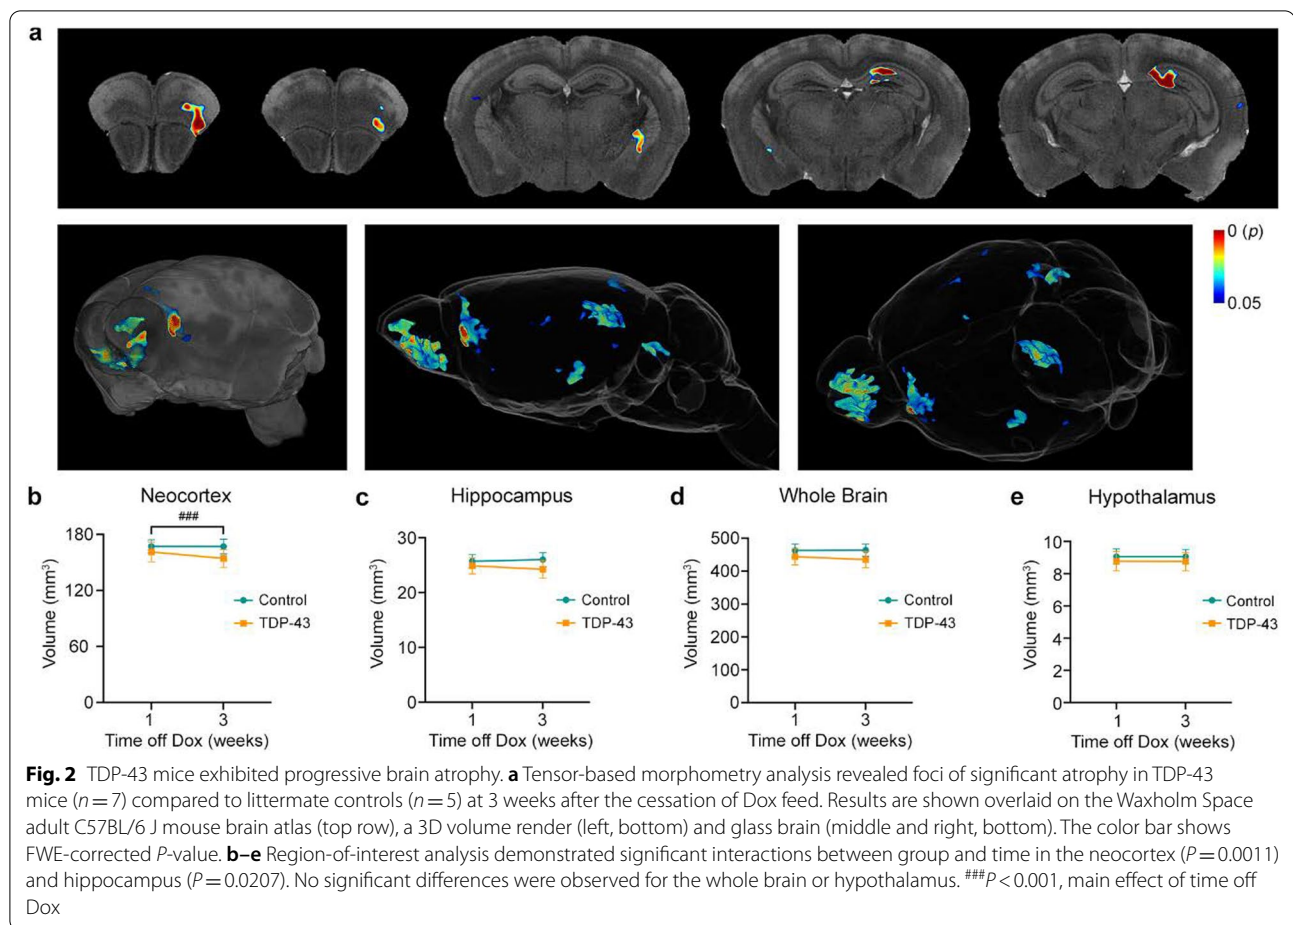 a
0 (p)
0.05
b Neocortex
###
180
120
60
0
Volume (mm³)
Control
TDP-43
1 3
Time off Dox (weeks)
c Hippocampus
30
20
10
0
Volume (mm³)
Control
TDP-43
1 3
Time off Dox (weeks)
d Whole Brain
500
400
300
200
100
0
Volume (mm³)
Control
TDP-43
1 3
Time off Dox (weeks)
e Hypothalamus
10
8
6
4
2
0
Volume (mm³)
Control
TDP-43
1 3
Time off Dox (weeks)
Fig. 2 TDP-43 mice exhibited progressive brain atrophy. a Tensor-based morphometry analysis revealed foci of significant atrophy in TDP-43
mice (n = 7) compared to littermate controls (n = 5) at 3 weeks after the cessation of Dox feed. Results are shown overlaid on the Waxholm Space
adult C57BL/6 J mouse brain atlas (top row), a 3D volume render (left, bottom) and glass brain (middle and right, bottom). The color bar shows
FWE-corrected P-value. b–e Region-of-interest analysis demonstrated significant interactions between group and time in the neocortex (P = 0.0011)
and hippocampus (P = 0.0207). No significant differences were observed for the whole brain or hypothalamus. ###P < 0.001, main effect of time off
Dox